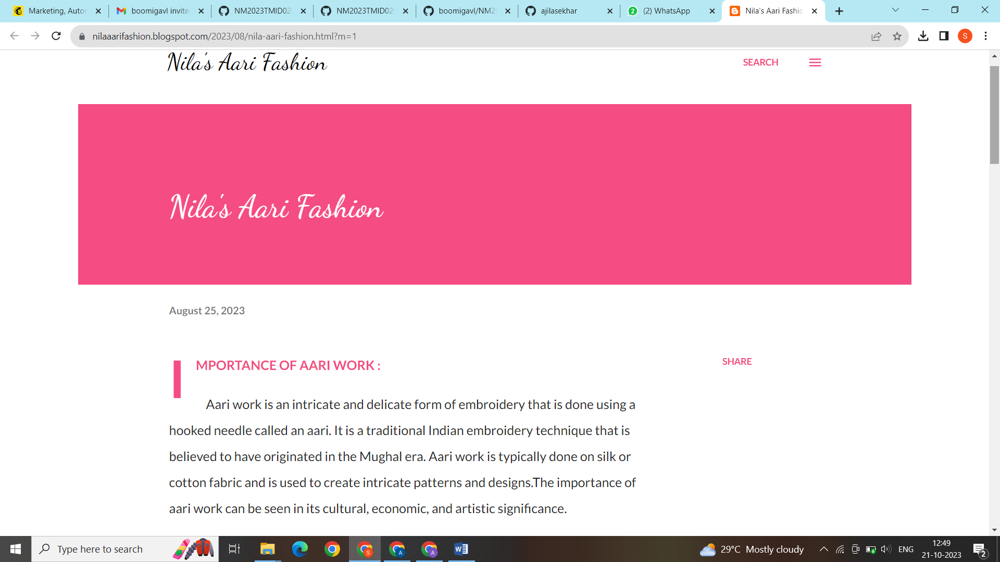 Marketing, Autor
boomigavl invite
NM2023TMID02
NM2023TMID02
boomigavl/NM20
ajilasekhar
2 (2) WhatsApp
Nila's Aari Fashio
nilaaarifashion.blogspot.com/2023/08/nila-aari-fashion.html?m=1
S
Nila's Aari Fashion
SEARCH
Nila's Aari Fashion
August 25, 2023
IMPORTANCE OF AARI WORK :
SHARE
Aari work is an intricate and delicate form of embroidery that is done using a
hooked needle called an aari. It is a traditional Indian embroidery technique that is
believed to have originated in the Mughal era. Aari work is typically done on silk or
cotton fabric and is used to create intricate patterns and designs.The importance of
aari work can be seen in its cultural, economic, and artistic significance.
Type here to search
S
A
A
W
29°C Mostly cloudy
ENG
12:49
21-10-2023
2